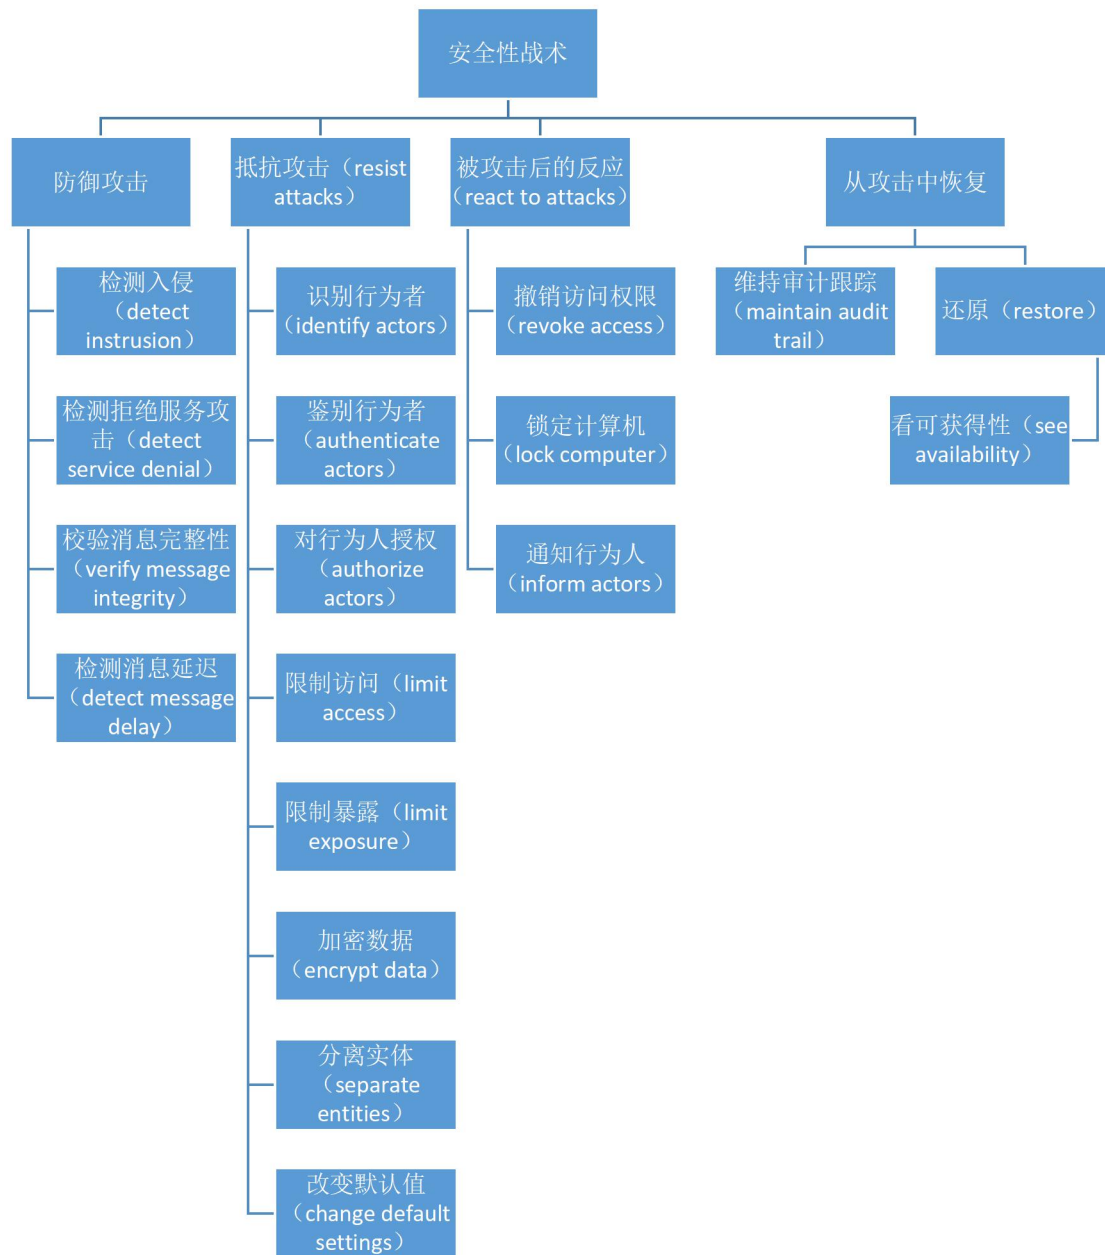 安全性战术
防御攻击
检测入侵
（detect
instrusion）
检测拒绝服务攻
击（detect
service denial）
校验消息完整性
（verify message
integrity）
检测消息延迟
（detect message
delay）
抵抗攻击（resist
attacks）
识别行为者
（identify actors）
鉴别行为者
（authenticate
actors）
对行为人授权
（authorize
actors）
限制访问（limit
access）
限制暴露（limit
exposure）
加密数据
（encrypt data）
分离实体
（separate
entities）
改变默认值
（change default
settings）
被攻击后的反应
（react to attacks）
撤销访问权限
（revoke access）
锁定计算机
（lock computer）
通知行为人
（inform actors）
从攻击中恢复
维持审计跟踪
（maintain audit
trail）
还原（restore）
看可获得性（see
availability）